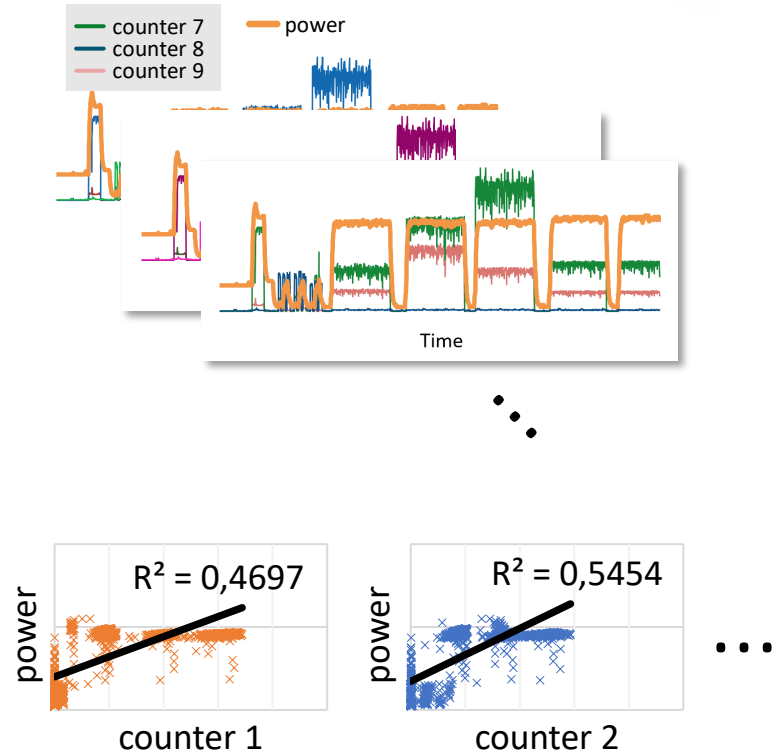 counter 7
counter 8
counter 9
power
Time
R² = 0,4697
power
counter 1
R² = 0,5454
power
counter 2